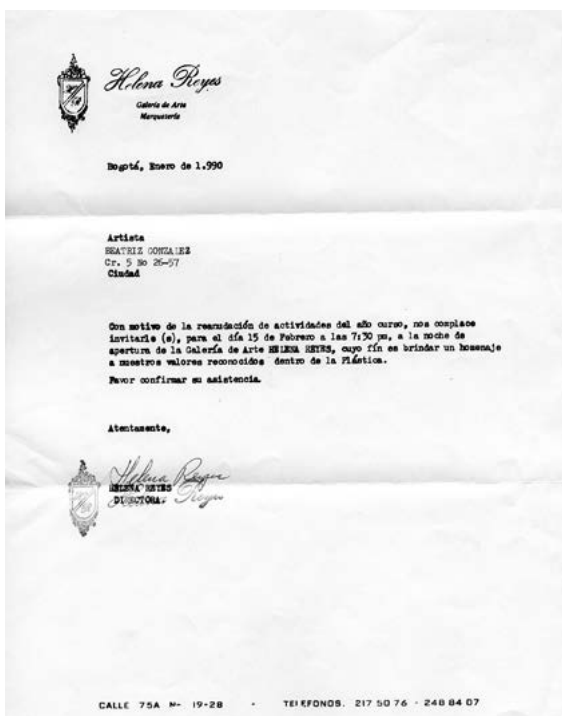 Helena Reyes
Galería de Arte
Marquetería
Bogotá, Enero de 1.990
Artista
BEATRIZ GONZALEZ
Cr. 5 No 26-57
Ciudad
Con motivo de la reanudación de actividades del año curso, nos complace
invitarle (s), para el día 15 de Febrero a las 7:30 pm, a la noche de
apertura de la Galería de Arte HELENA REYES, cuyo fín es brindar un homenaje
a nuestros valores reconocidos dentro de la Plástica.
Favor confirmar su asistencia.
Atentamente,
Helena Reyes
HELENA REYES
DIRECTORA.
Reyes
CALLE 75A Nº 19-28 - TELEFONOS. 217 50 76 - 248 84 07